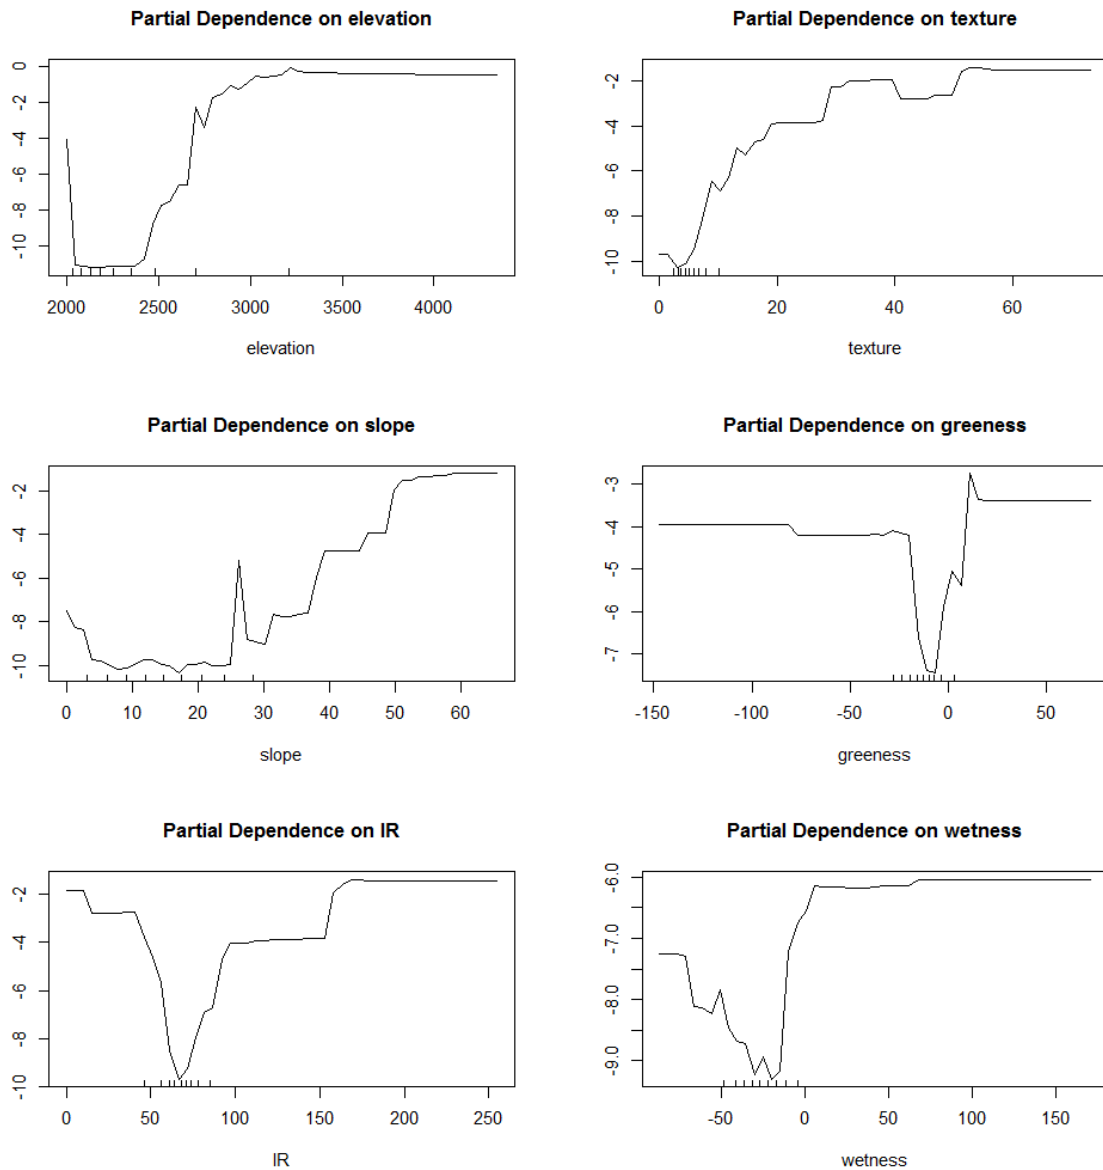 Partial Dependence on elevation
0
-2
-4
-6
-8
-10
2000 2500 3000 3500 4000
elevation
Partial Dependence on texture
-2
-4
-6
-8
-10
0 20 40 60
texture
Partial Dependence on slope
-2
-4
-6
-8
-10
0 10 20 30 40 50 60
slope
Partial Dependence on greeness
-3
-4
-5
-6
-7
-150 -100 -50 0 50
greeness
Partial Dependence on IR
-2
-4
-6
-8
-10
0 50 100 150 200 250
IR
Partial Dependence on wetness
-6.0
-7.0
-8.0
-9.0
-50 0 50 100 150
wetness